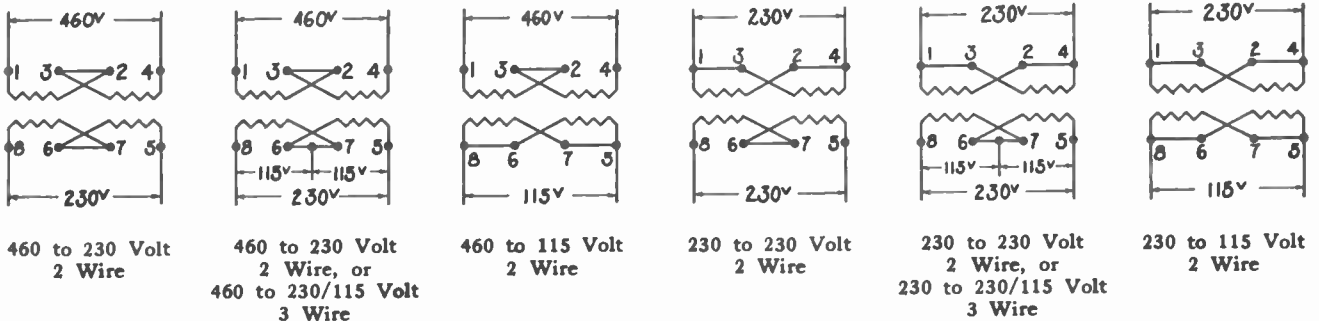 460V 460V 460V 230V 230V 230V
1 3 2 4 1 3 2 4 1 3 2 4 1 3 2 4 1 3 2 4 1 3 2 4
8 6 7 5 8 6 7 5 8 6 7 5 8 6 7 5 8 6 7 5 8 6 7 5
115V 115V 115V 115V
230V 230V 115V 230V 230V 115V
460 to 230 Volt 460 to 230 Volt 460 to 115 Volt 230 to 230 Volt 230 to 230 Volt 230 to 115 Volt
2 Wire 2 Wire, or 2 Wire 2 Wire 2 Wire, or 2 Wire
460 to 230/115 Volt 230 to 230/115 Volt
3 Wire 3 Wire